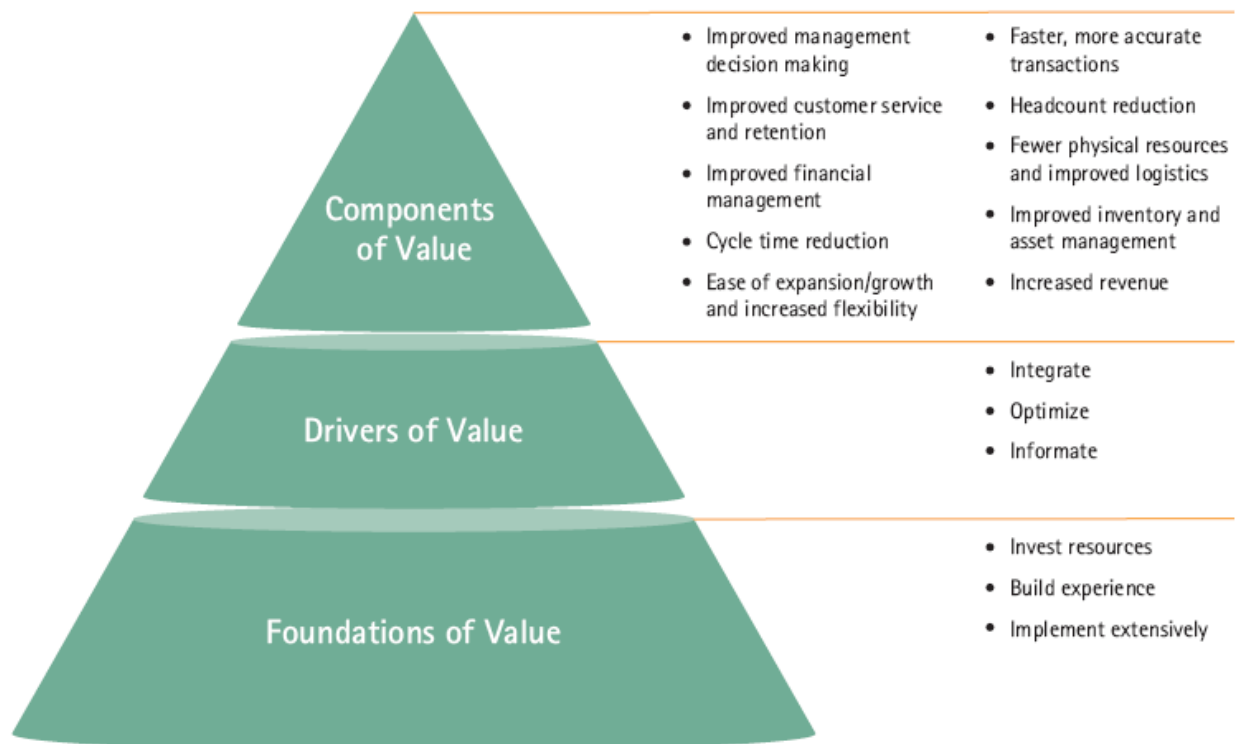 Components
of Value
• Improved management
decision making
• Improved customer service
and retention
• Improved financial
management
• Cycle time reduction
• Ease of expansion/growth
and increased flexibility
• Faster, more accurate
transactions
• Headcount reduction
• Fewer physical resources
and improved logistics
• Improved inventory and
asset management
• Increased revenue
Drivers of Value
• Integrate
• Optimize
• Informate
Foundations of Value
• Invest resources
• Build experience
• Implement extensively